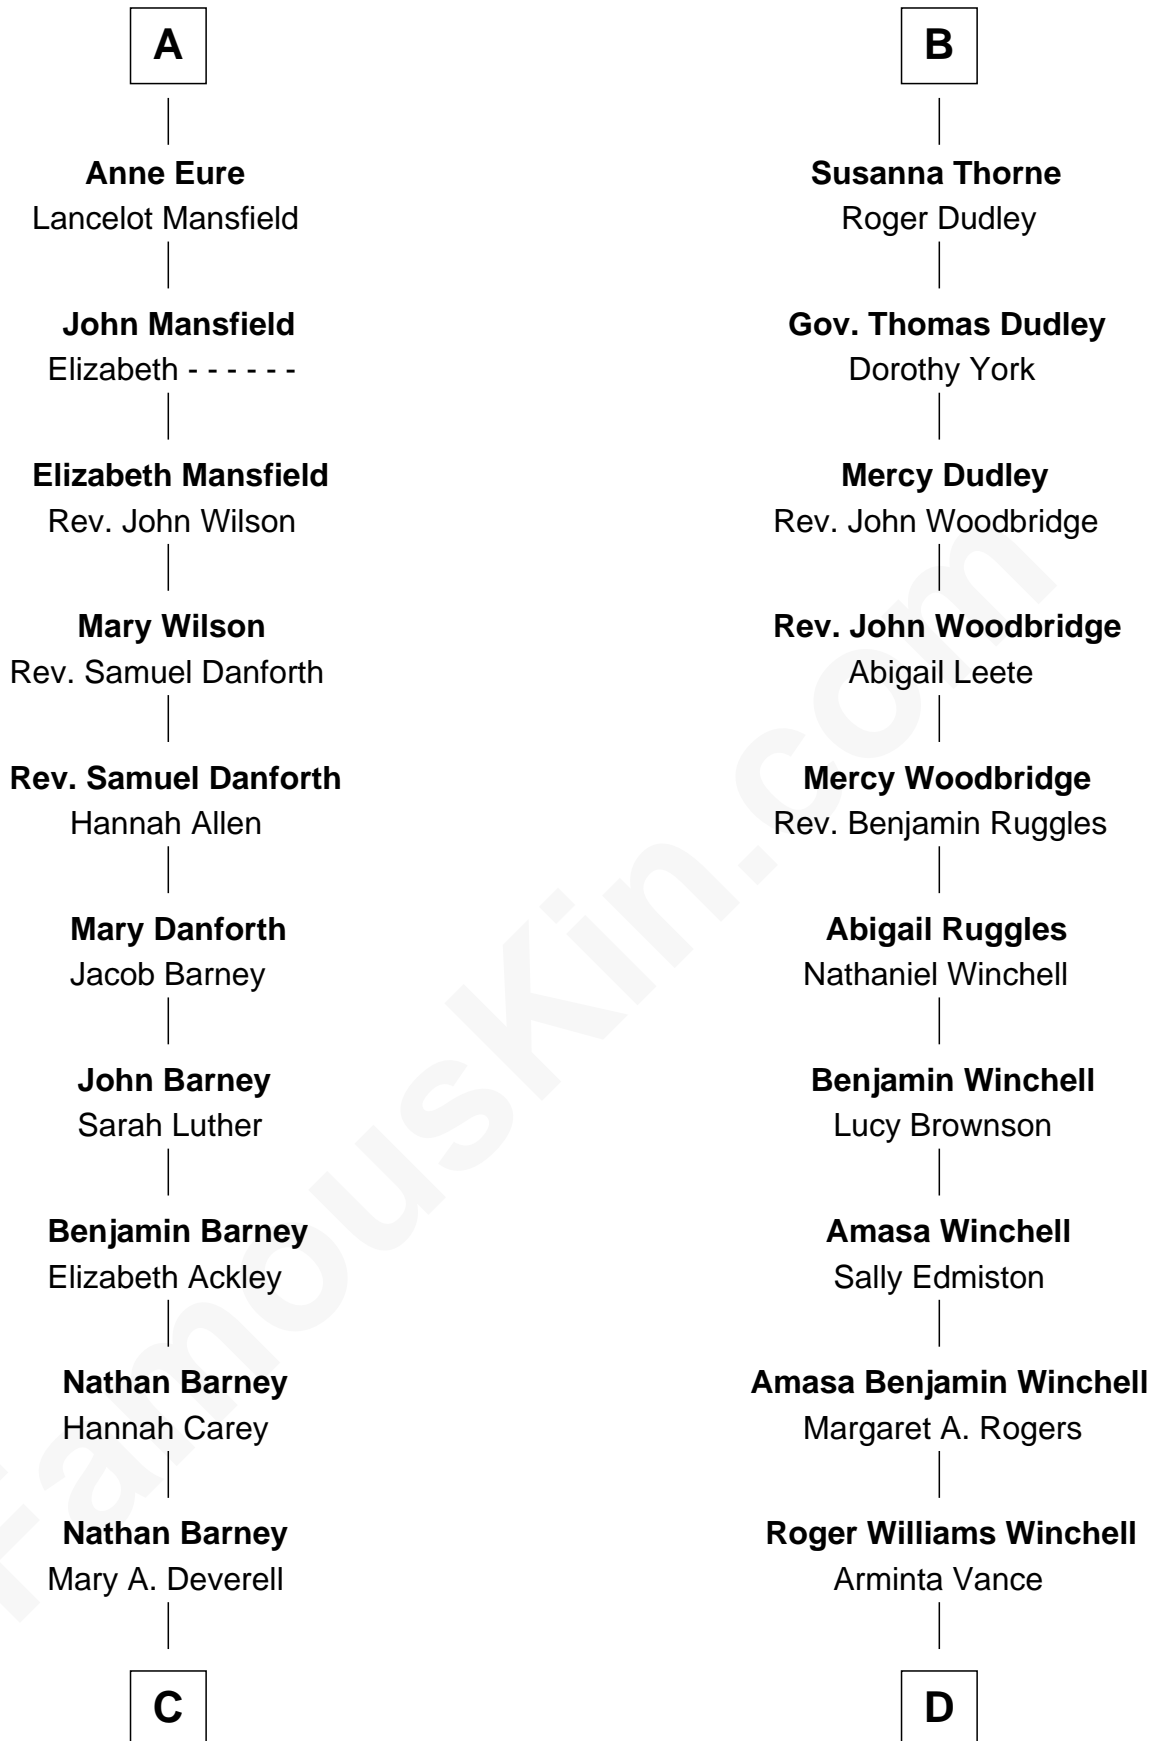 A
Anne Eure
Lancelot Mansfield
John Mansfield
Elizabeth - - - - - -
Elizabeth Mansfield
Rev. John Wilson
Mary Wilson
Rev. Samuel Danforth
Rev. Samuel Danforth
Hannah Allen
Mary Danforth
Jacob Barney
John Barney
Sarah Luther
Benjamin Barney
Elizabeth Ackley
Nathan Barney
Hannah Carey
Nathan Barney
Mary A. Deverell
C
B
Susanna Thorne
Roger Dudley
Gov. Thomas Dudley
Dorothy York
Mercy Dudley
Rev. John Woodbridge
Rev. John Woodbridge
Abigail Leete
Mercy Woodbridge
Rev. Benjamin Ruggles
Abigail Ruggles
Nathaniel Winchell
Benjamin Winchell
Lucy Brownson
Amasa Winchell
Sally Edmiston
Amasa Benjamin Winchell
Margaret A. Rogers
Roger Williams Winchell
Arminta Vance
D
FamousKin.com